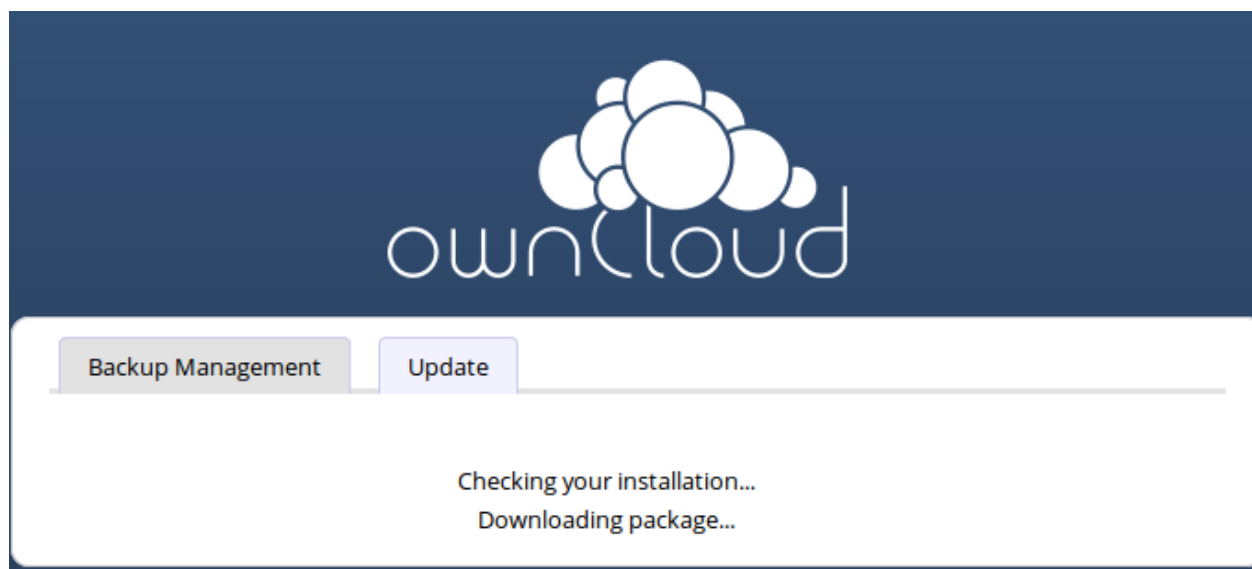 ownCloud
Backup Management Update
Checking your installation...
Downloading package...